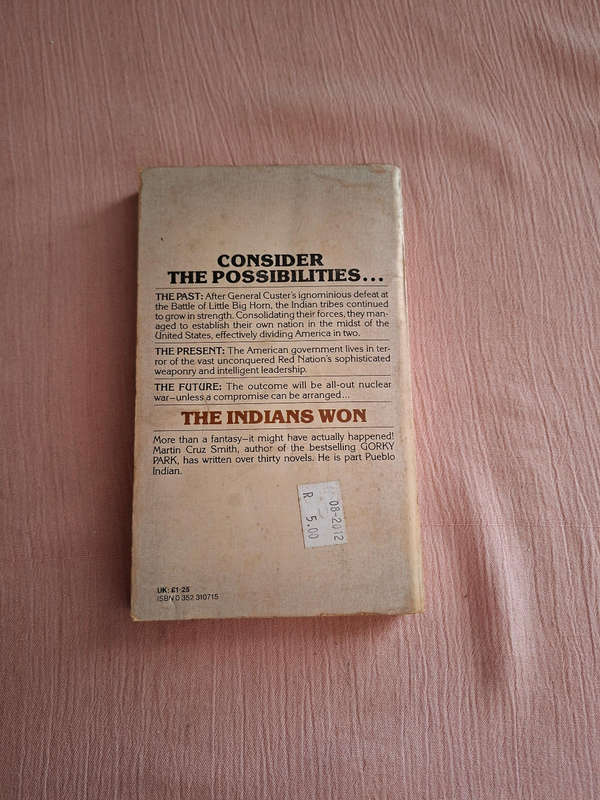 CONSIDER
THE POSSIBILITIES...
THE PAST: After General Custer's ignominious defeat at
the Battle of Little Big Horn, the Indian tribes continued
to grow in strength. Consolidating their forces, they man-
aged to establish their own nation in the midst of the
United States, effectively dividing America in two.
THE PRESENT: The American government lives in ter-
ror of the vast unconquered Red Nation's sophisticated
weaponry and intelligent leadership.
THE FUTURE: The outcome will be all-out nuclear
war—unless a compromise can be arranged...
THE INDIANS WON
More than a fantasy—it might have actually happened!
Martin Cruz Smith, author of the bestselling GORKY
PARK, has written over thirty novels. He is part Pueblo
Indian.
08-2012
R 5.00
UK: £1·25
ISBN 0 352 310715